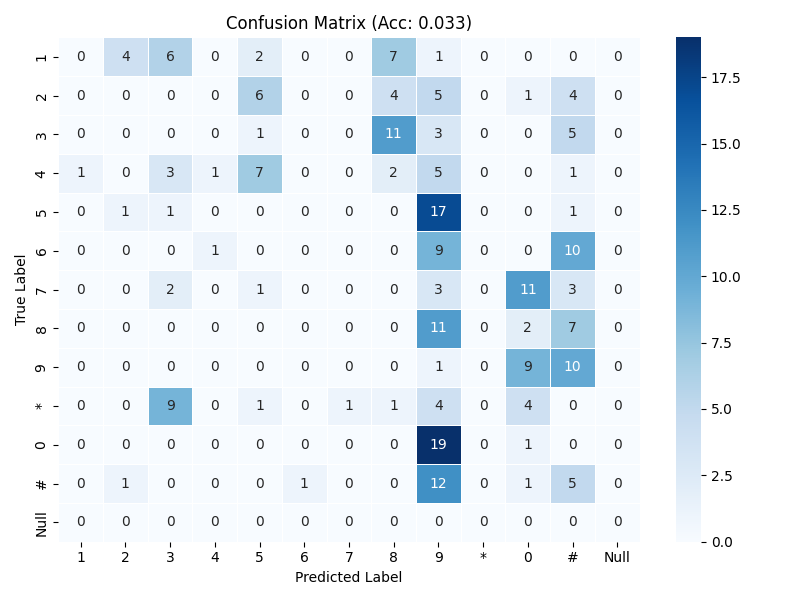 Confusion Matrix (Acc: 0.033)
1 0 4 6 0 2 0 0 7 1 0 0 0 0
2 0 0 0 0 6 0 0 4 5 0 1 4 0
3 0 0 0 0 1 0 0 11 3 0 0 5 0
4 1 0 3 1 7 0 0 2 5 0 0 1 0
5 0 1 1 0 0 0 0 0 17 0 0 1 0
6 0 0 0 1 0 0 0 0 9 0 0 10 0
7 0 0 2 0 1 0 0 0 3 0 11 3 0
8 0 0 0 0 0 0 0 0 11 0 2 7 0
9 0 0 0 0 0 0 0 0 1 0 9 10 0
* 0 0 9 0 1 0 1 1 4 0 4 0 0
0 0 0 0 0 0 0 0 0 19 0 1 0 0
# 0 1 0 0 0 1 0 0 12 0 1 5 0
Null 0 0 0 0 0 0 0 0 0 0 0 0 0
1 2 3 4 5 6 7 8 9 * 0 # Null
Predicted Label
True Label
17.5
15.0
12.5
10.0
7.5
5.0
2.5
0.0